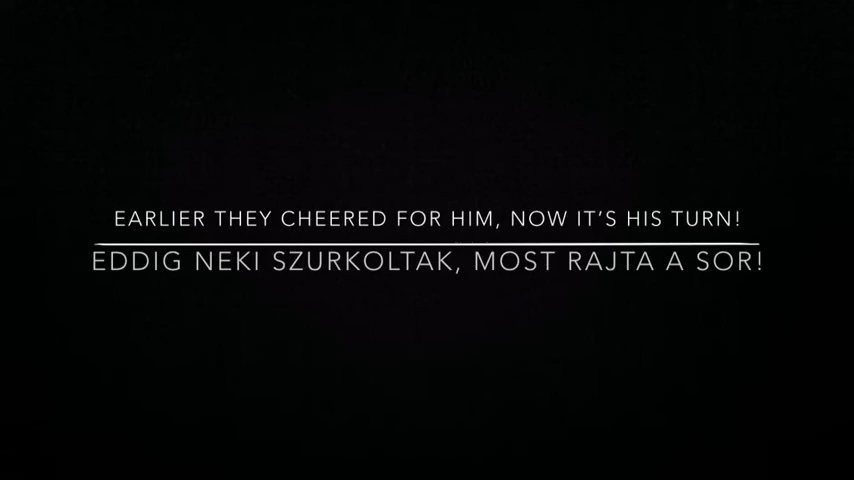 EARLIER THEY CHEERED FOR HIM, NOW IT’S HIS TURN!
EDDIG NEKI SZURKOLTAK, MOST RAJTA A SOR!